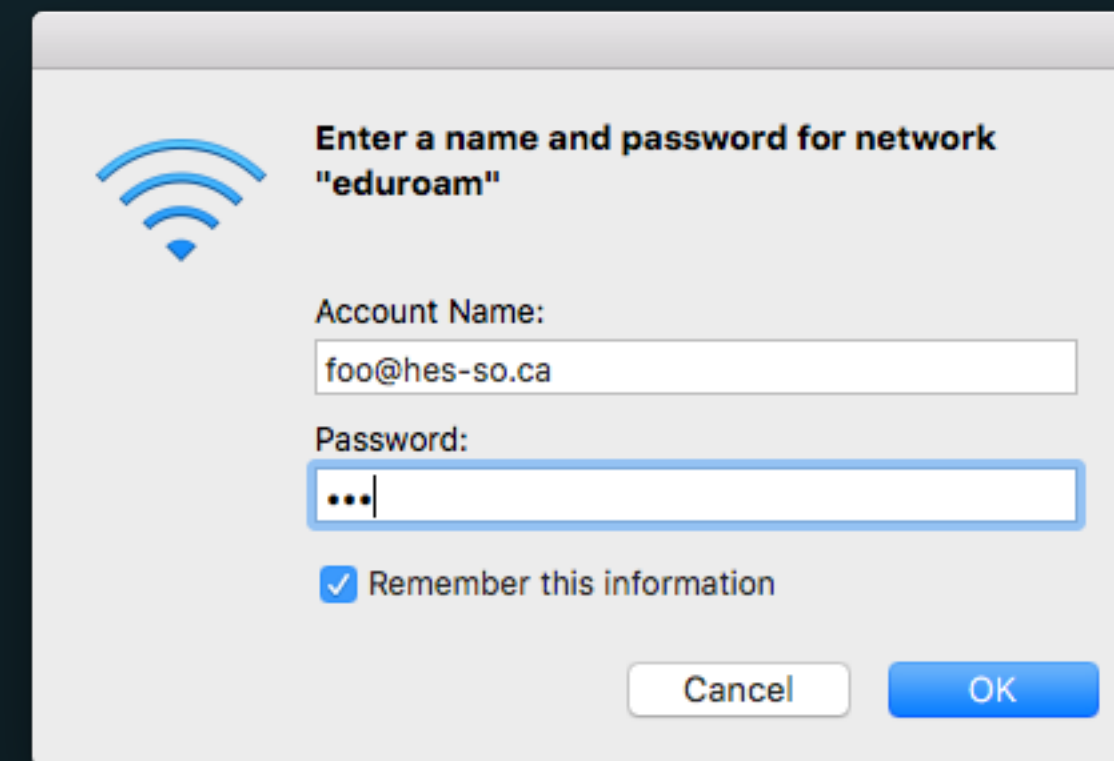 Enter a name and password for network
"eduroam"
Account Name:
foo@hes-so.ca
Password:
•••
Remember this information
Cancel
OK